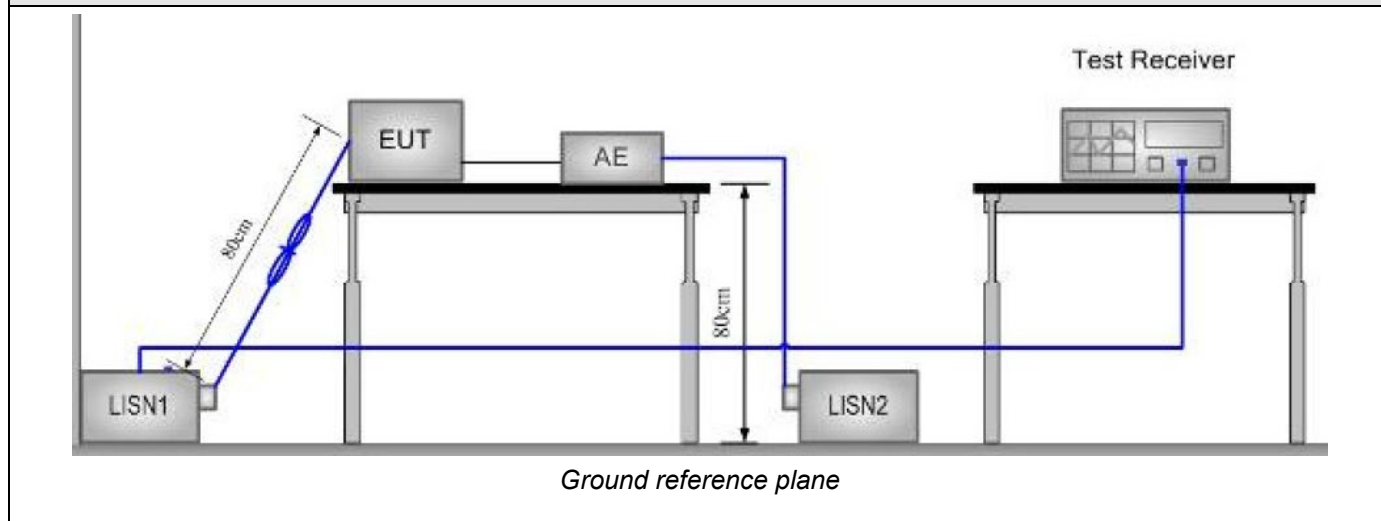 Test Receiver
EUT
AE
80cm
80cm
LISN1
LISN2
Ground reference plane